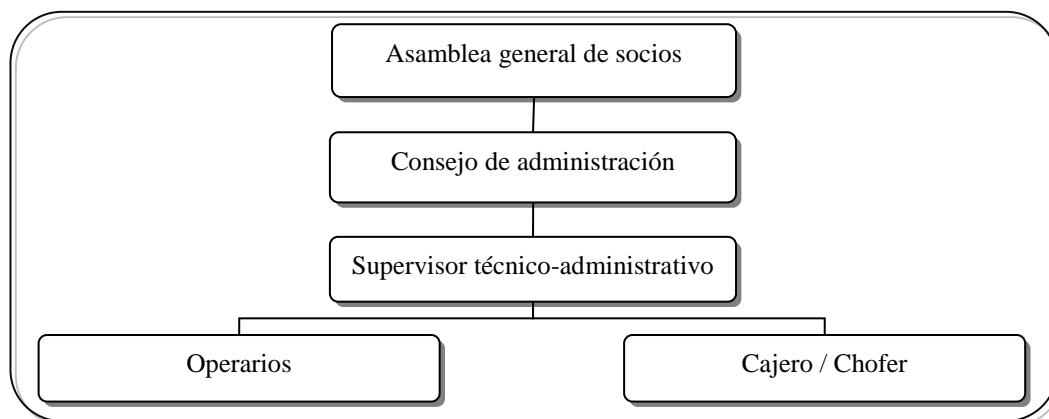 Asamblea general de socios
Consejo de administración
Supervisor técnico-administrativo
Operarios
Cajero / Chofer